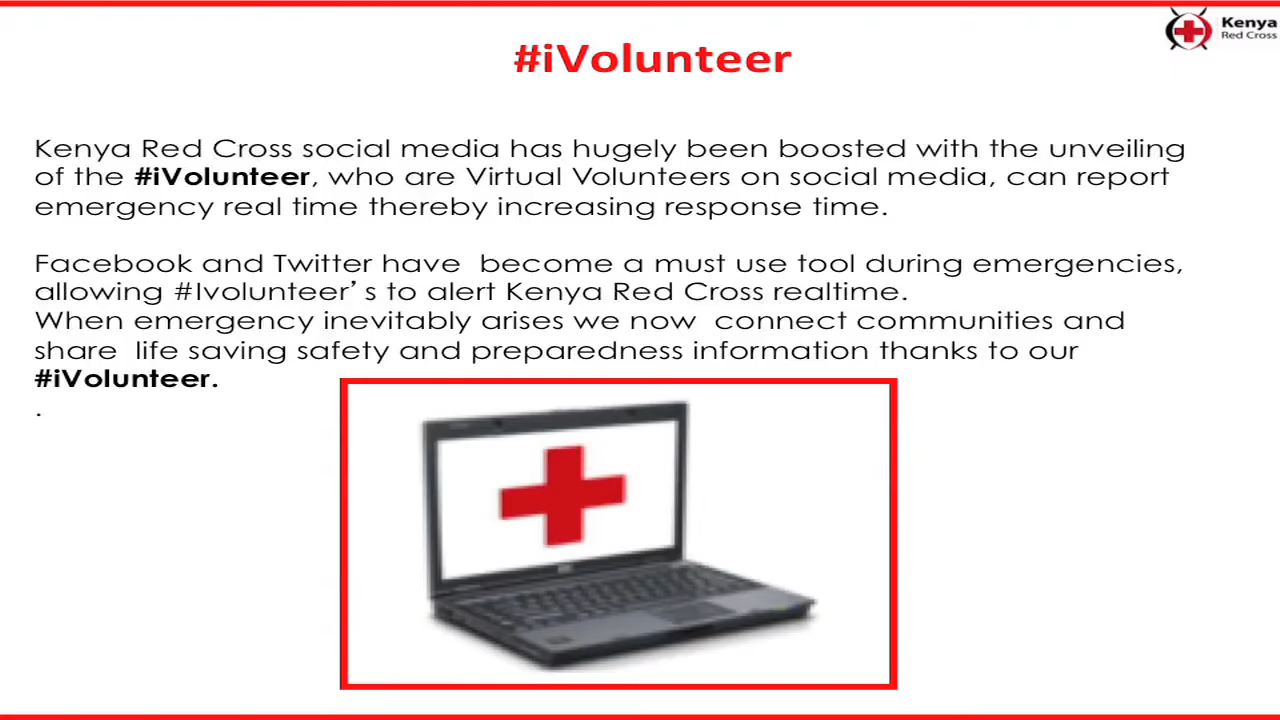 Kenya
Red Cross
#iVolunteer
Kenya Red Cross social media has hugely been boosted with the unveiling
of the #iVolunteer, who are Virtual Volunteers on social media, can report
emergency real time thereby increasing response time.
Facebook and Twitter have  become a must use tool during emergencies,
allowing #Ivolunteer’s to alert Kenya Red Cross realtime.
When emergency inevitably arises we now  connect communities and
share  life saving safety and preparedness information thanks to our
#iVolunteer.
.